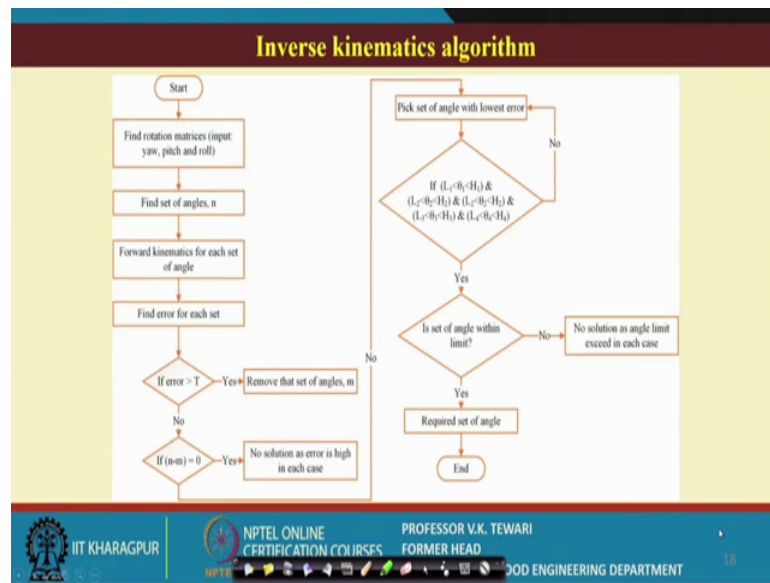 Inverse kinematics algorithm
Start
Find rotation matrices (input:
yaw, pitch and roll)
Find set of angles, n
Forward kinematics for each set
of angle
Find error for each set
If error > T
Yes
Remove that set of angles, m
No
If (n-m) = 0
Yes
No solution as error is high
in each case
No
Pick set of angle with lowest error
No
If (L₁<θ₁<H₁) &
(L₂<θ₂<H₂) & (L₂<θ₂<H₂) &
(L₃<θ₃<H₃) & (L₄<θ₄<H₄)
Yes
Is set of angle within
limit?
No
No solution as angle limit
exceed in each case
Yes
Required set of angle
End
IIT KHARAGPUR
NPTEL ONLINE
CERTIFICATION COURSES
NPTE
PROFESSOR V.K. TEWARI
FORMER HEAD
OOD ENGINEERING DEPARTMENT
18